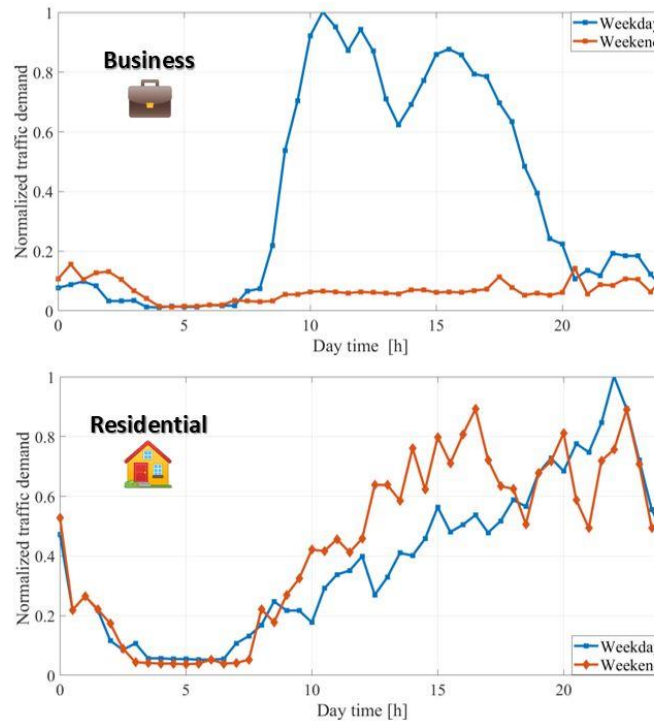 Business
Weekday
Weekend
Normalized traffic demand
1
0.8
0.6
0.4
0.2
0
0
5
10
15
20
Day time [h]
Residential
Normalized traffic demand
1
0.8
0.6
0.4
0.2
0
Weekday
Weekend
0
5
10
15
20
Day time [h]